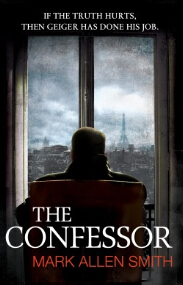 IF THE TRUTH HURTS,
THEN GEIGER HAS DONE HIS JOB.
THE
CONFESSOR
MARK ALLEN SMITH